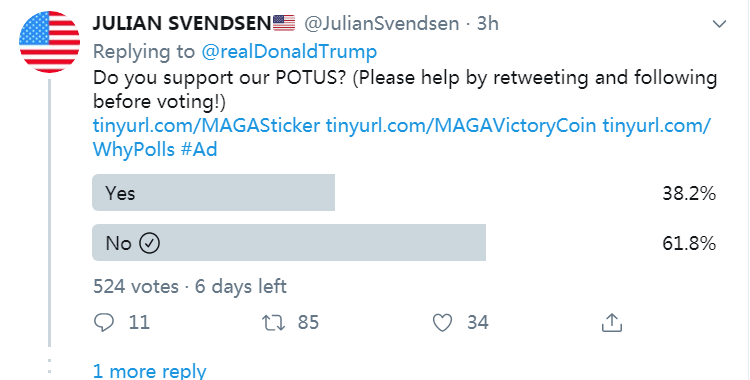 JULIAN SVENDSEN🇺🇸 @JulianSvendsen · 3h
Replying to @realDonaldTrump
Do you support our POTUS? (Please help by retweeting and following
before voting!)
tinyurl.com/MAGASticker tinyurl.com/MAGAVictoryCoin tinyurl.com/
WhyPolls #Ad
Yes 38.2%
No 61.8%
524 votes · 6 days left
11 85 34
1 more reply